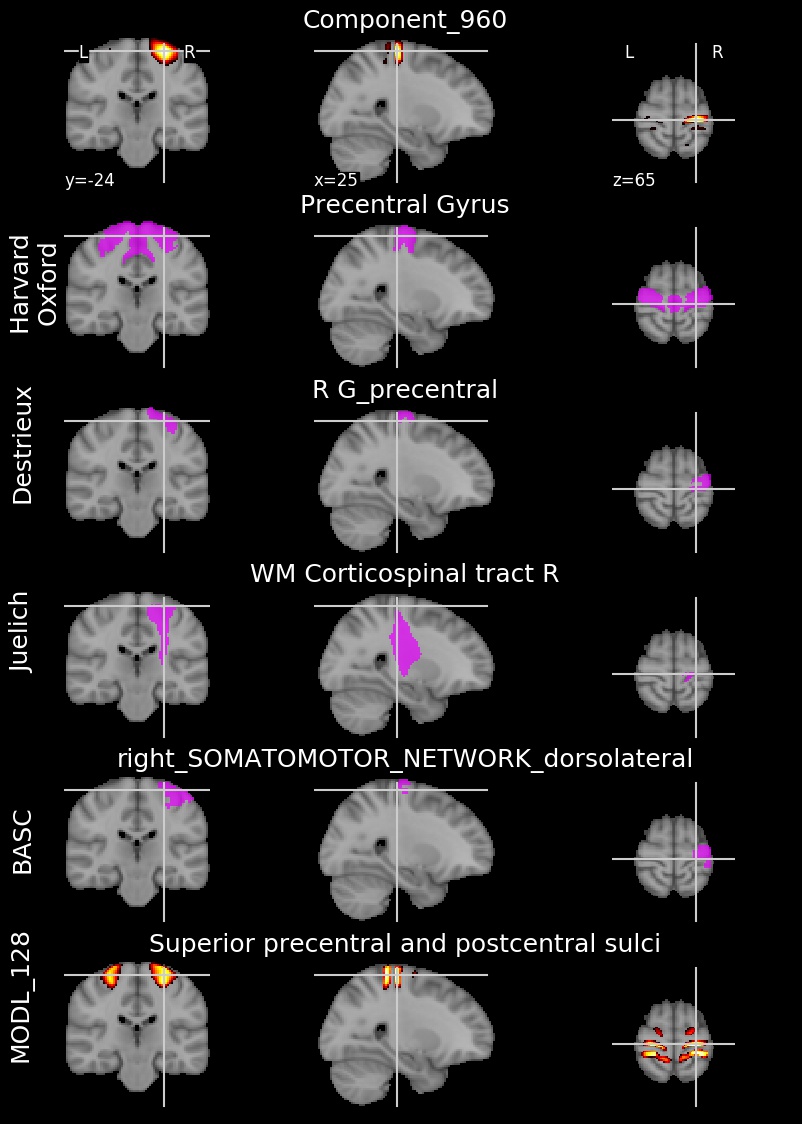 Component_960
L R L R
y=-24 x=25 z=65
Precentral Gyrus
Harvard
Oxford
R G_precentral
Destrieux
WM Corticospinal tract R
Juelich
right_SOMATOMOTOR_NETWORK_dorsolateral
BASC
Superior precentral and postcentral sulci
MODL_128